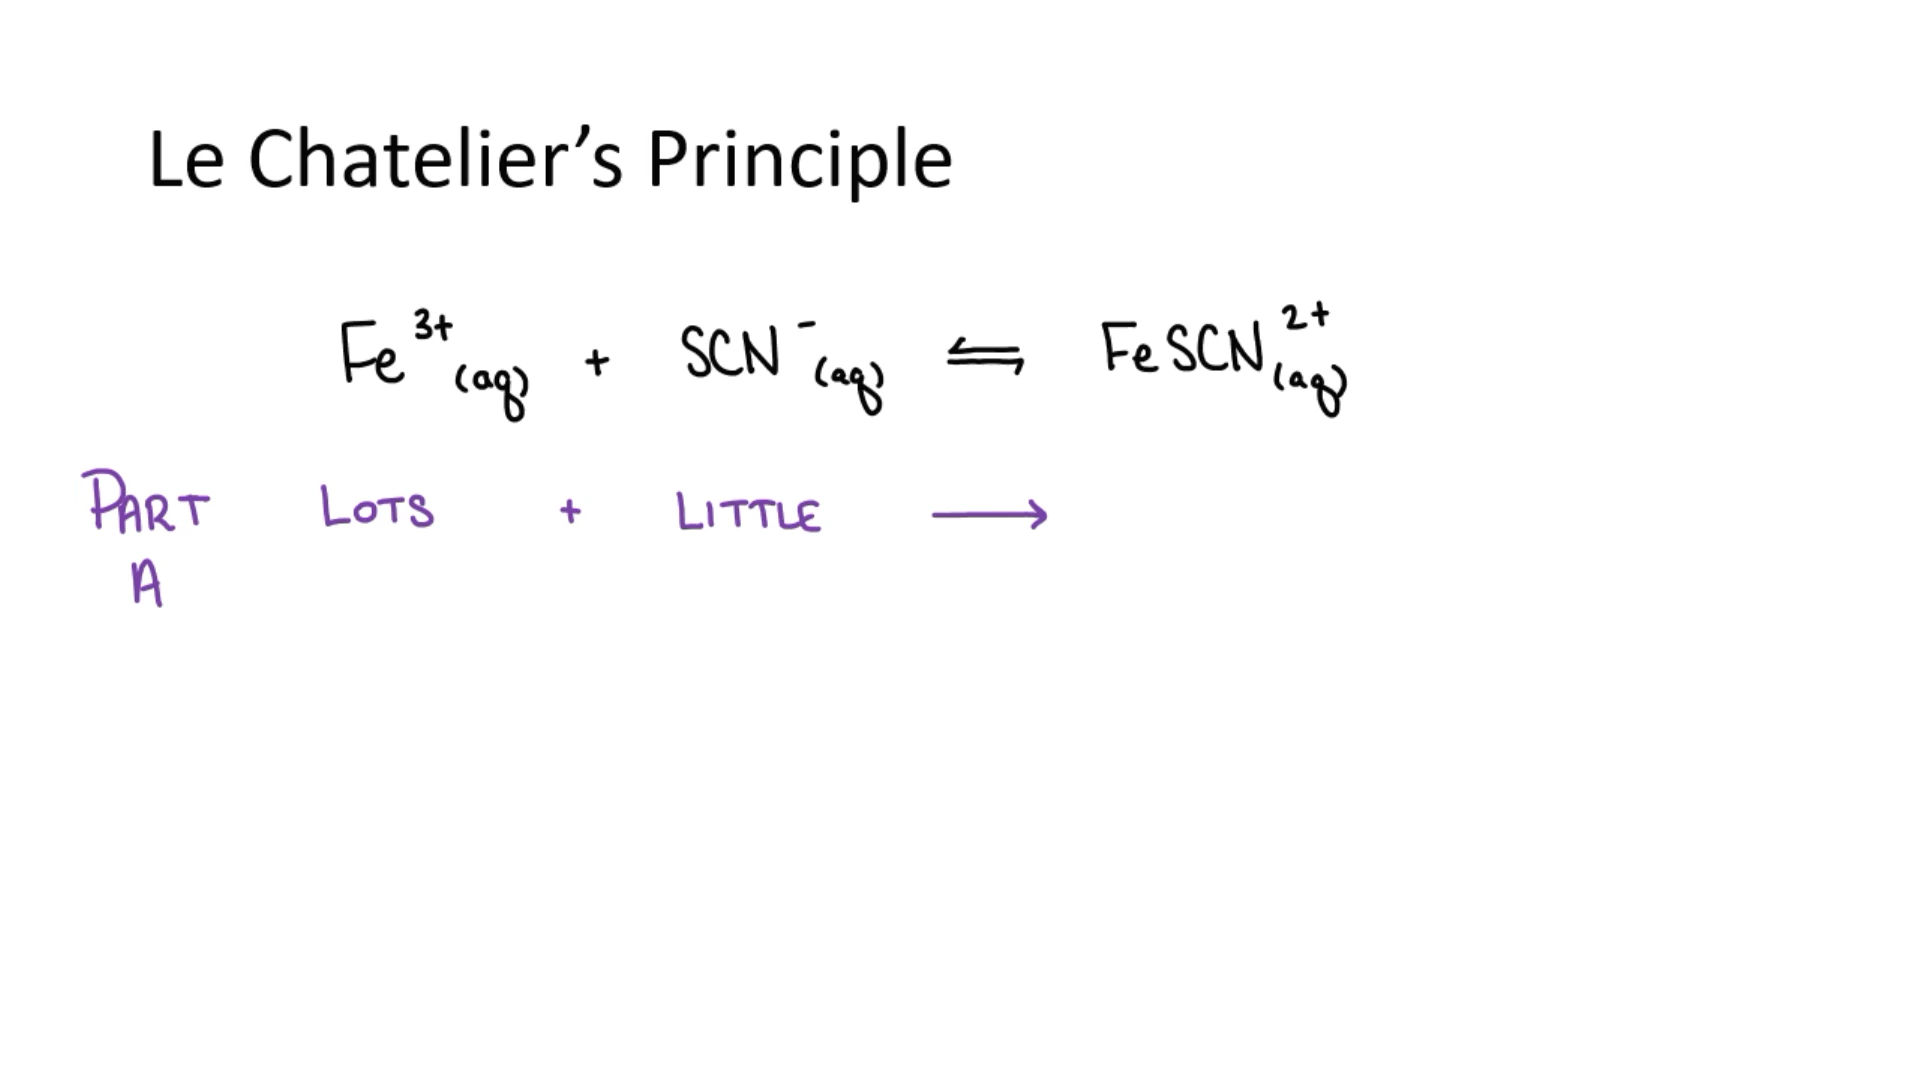 Le Chatelier’s Principle
Fe³⁺(aq) + SCN⁻(aq) ⇌ FeSCN²⁺(aq)
PART LOTS + LITTLE ⟶
A